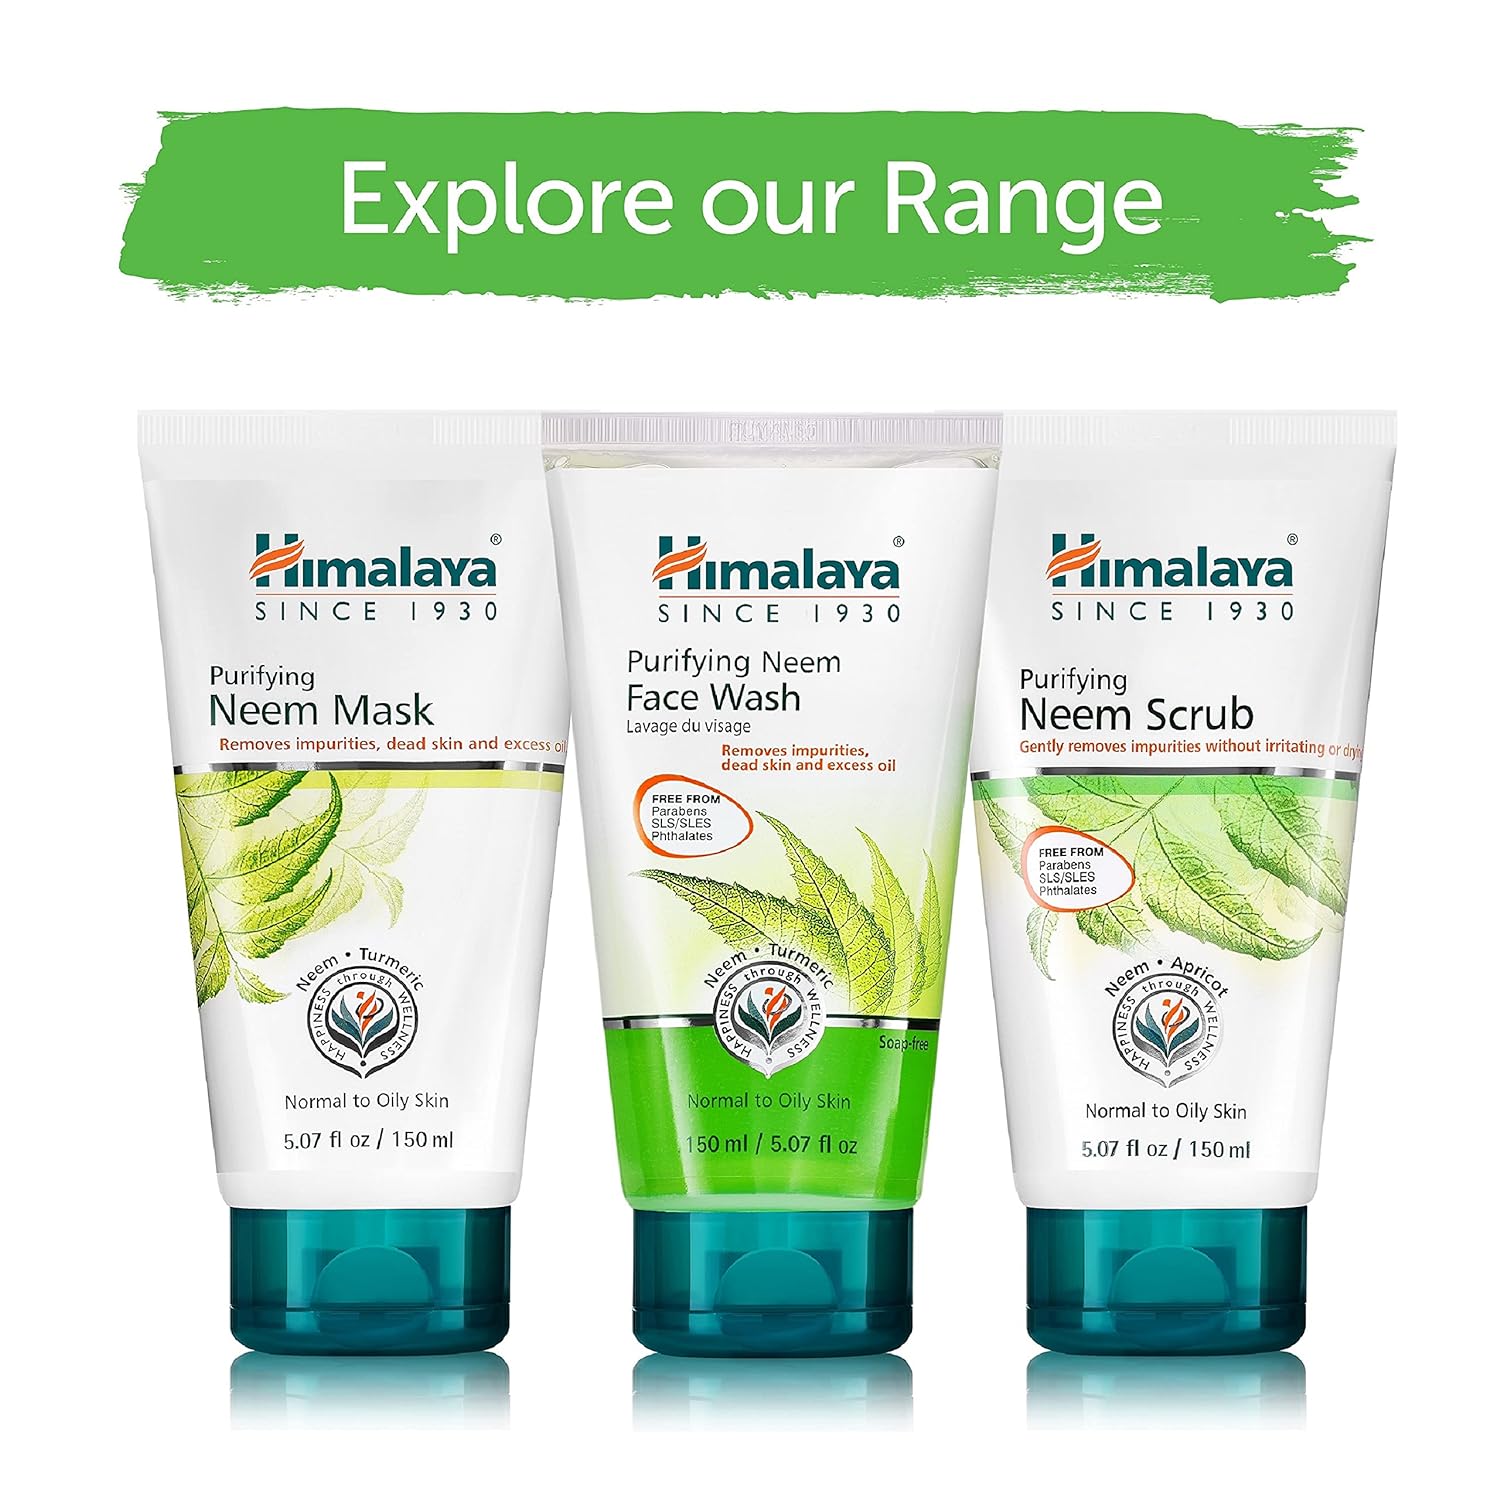 Explore our Range
Himalaya®
SINCE 1930
Purifying
Neem Mask
Removes impurities, dead skin and excess oil
Neem • Turmeric
HAPPINESS through WELLNESS
Normal to Oily Skin
5.07 fl oz / 150 ml
Himalaya®
SINCE 1930
Purifying Neem
Face Wash
Lavage du visage
Removes impurities,
dead skin and excess oil
FREE FROM
Parabens
SLS/SLES
Phthalates
Neem • Turmeric
HAPPINESS through WELLNESS
Soap-free
Normal to Oily Skin
150 ml / 5.07 fl oz
Himalaya®
SINCE 1930
Purifying
Neem Scrub
Gently removes impurities without irritating or drying
FREE FROM
Parabens
SLS/SLES
Phthalates
Neem • Apricot
HAPPINESS through WELLNESS
Normal to Oily Skin
5.07 fl oz / 150 ml